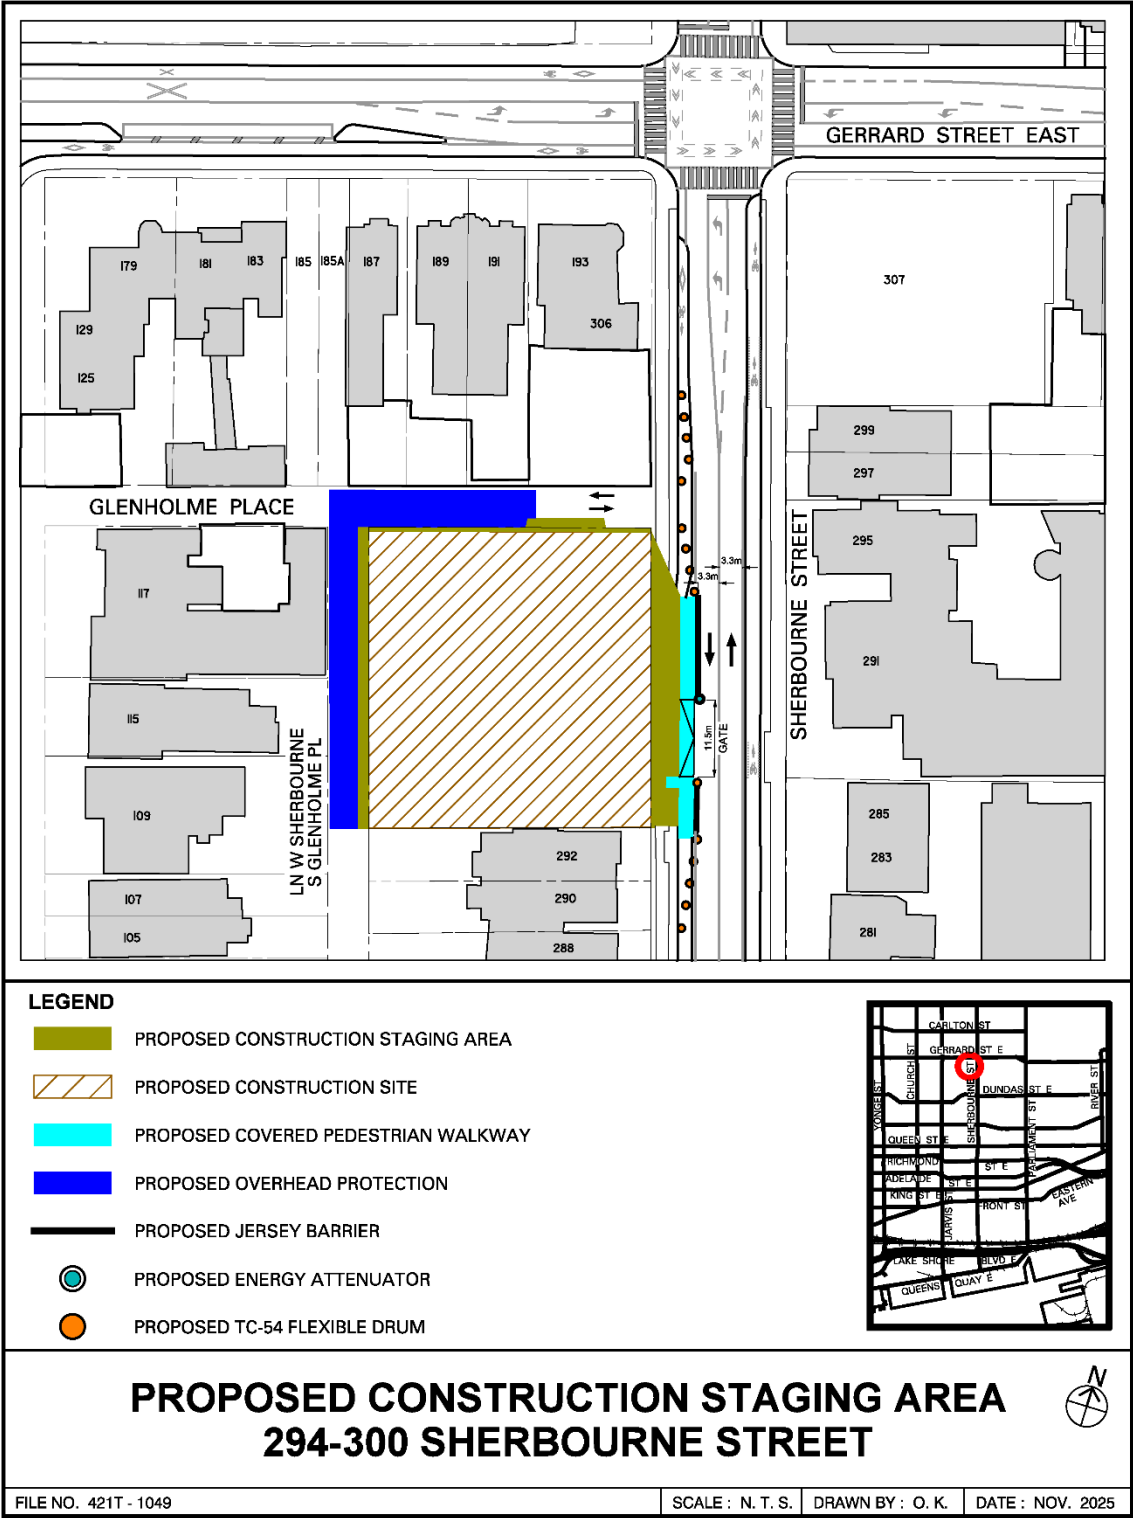 GERRARD STREET EAST
179
181
183
185
185A
187
189
191
193
306
307
129
125
299
297
GLENHOLME PLACE
295
117
3.3m
3.3m
SHERBOURNE STREET
291
115
11.5m
GATE
LN W SHERBOURNE
S GLENHOLME PL
109
285
283
292
290
288
107
105
281
LEGEND
PROPOSED CONSTRUCTION STAGING AREA
PROPOSED CONSTRUCTION SITE
PROPOSED COVERED PEDESTRIAN WALKWAY
PROPOSED OVERHEAD PROTECTION
PROPOSED JERSEY BARRIER
PROPOSED ENERGY ATTENUATOR
PROPOSED TC-54 FLEXIBLE DRUM
CARLTON ST
GERRARD ST E
CHURCH ST
YONGE ST
SHERBOURNE ST
DUNDAS ST E
RIVER ST
PARLIAMENT ST
QUEEN ST E
RICHMOND ST E
ADELAIDE ST E
KING ST E
JARVIS ST
FRONT ST
EASTERN AVE
LAKE SHORE BLVD E
QUEENS QUAY E
PROPOSED CONSTRUCTION STAGING AREA
294-300 SHERBOURNE STREET
N
FILE NO. 421T - 1049
SCALE : N. T. S.
DRAWN BY : O. K.
DATE : NOV. 2025